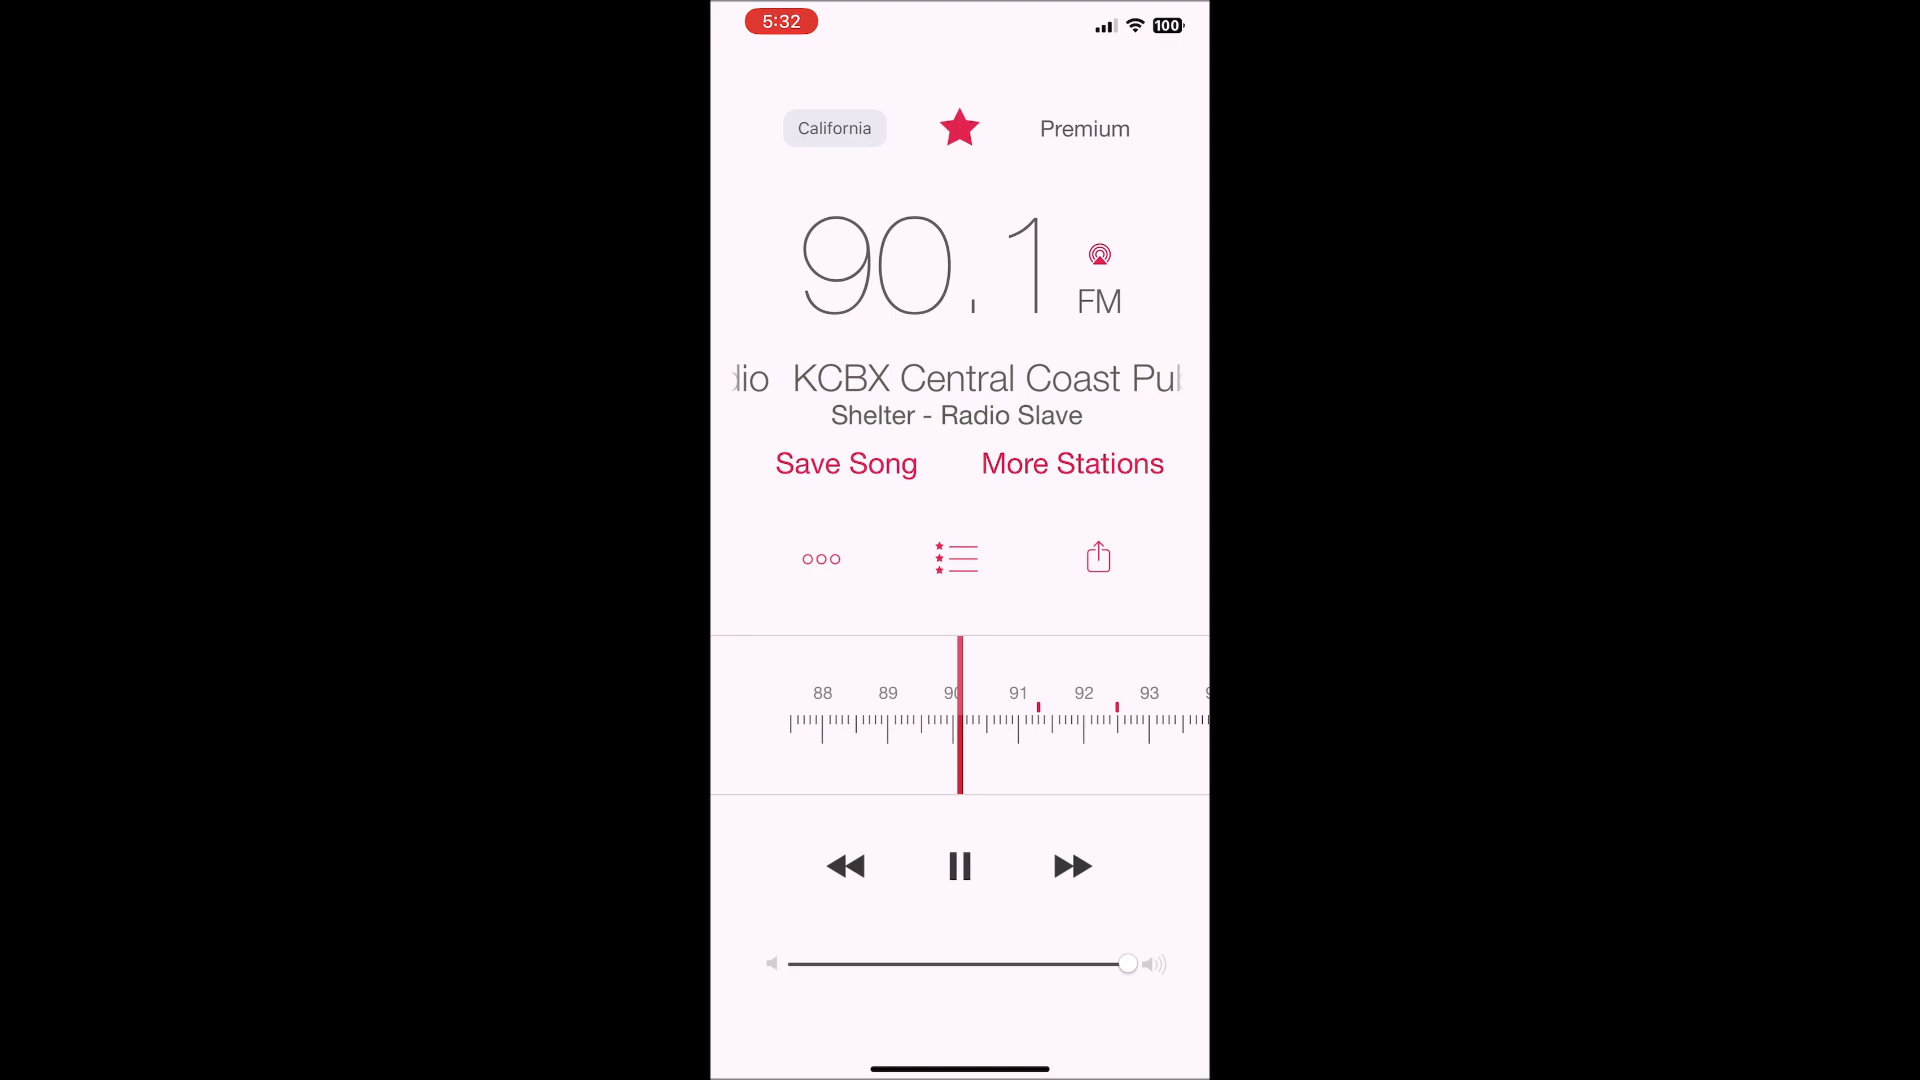 5:32 100
California Premium
90.1 FM
KCBX Central Coast
Shelter - Radio Slave
Save Song More Stations
88 89 90 91 92 93